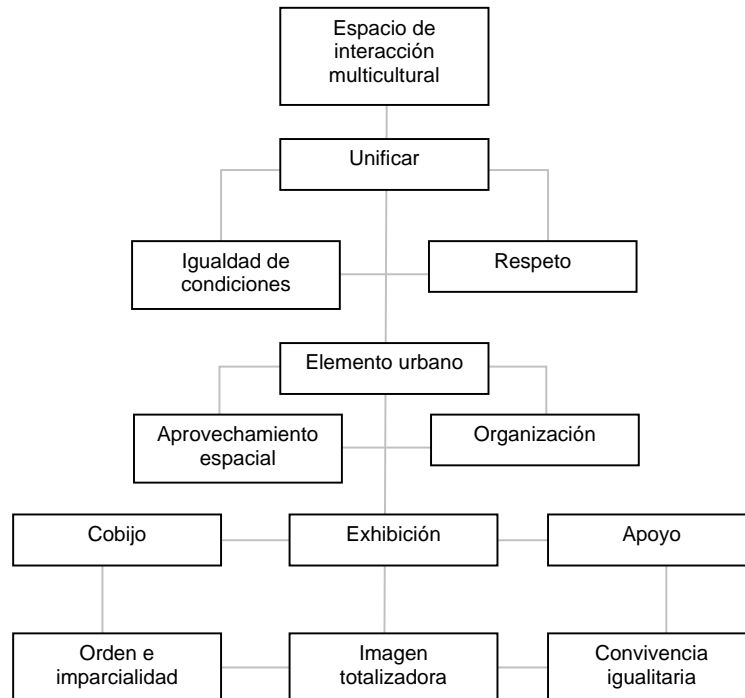 Espacio de
interacción
multicultural
Unificar
Igualdad de
condiciones
Respeto
Elemento urbano
Aprovechamiento
espacial
Organización
Cobijo
Exhibición
Apoyo
Orden e
imparcialidad
Imagen
totalizadora
Convivencia
igualitaria